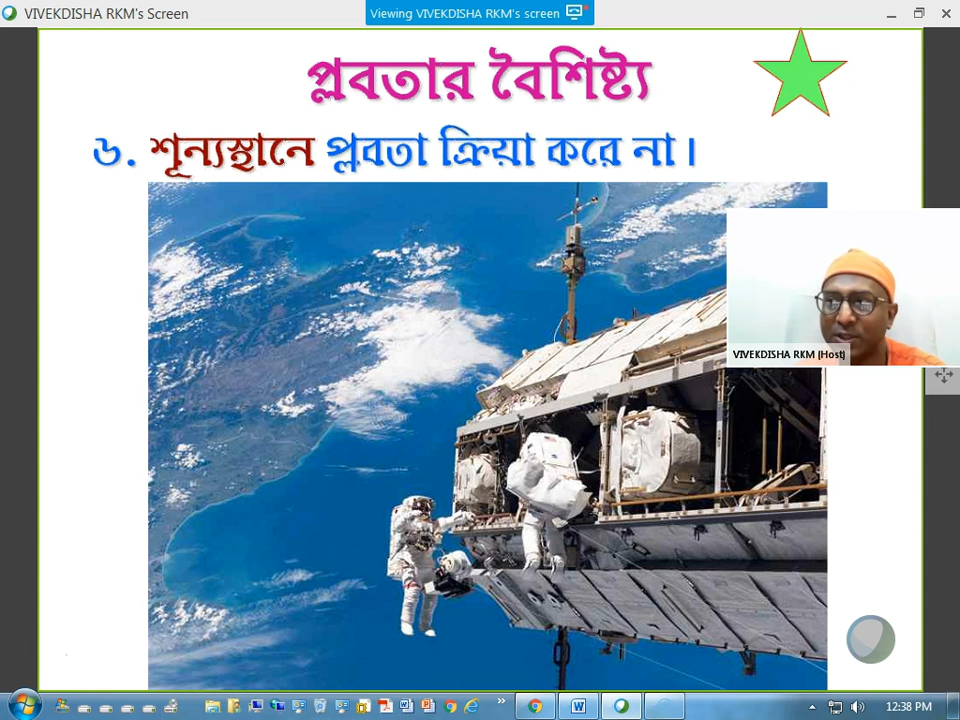 VIVEKDISHA RKM's Screen
Viewing VIVEKDISHA RKM's screen
প্লবতার বৈশিষ্ট্য
৬. শূন্যস্থানে প্লবতা ক্রিয়া করে না।
VIVEKDISHA RKM (Host)
12:38 PM